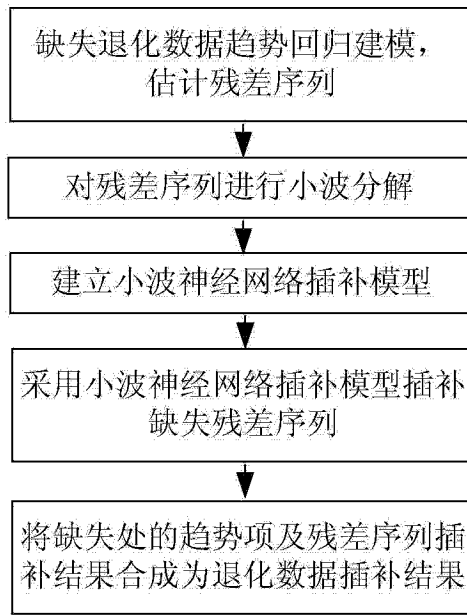 缺失退化数据趋势回归建模，
估计残差序列
对残差序列进行小波分解
建立小波神经网络插补模型
采用小波神经网络插补模型插补
缺失残差序列
将缺失处的趋势项及残差序列插
补结果合成为退化数据插补结果